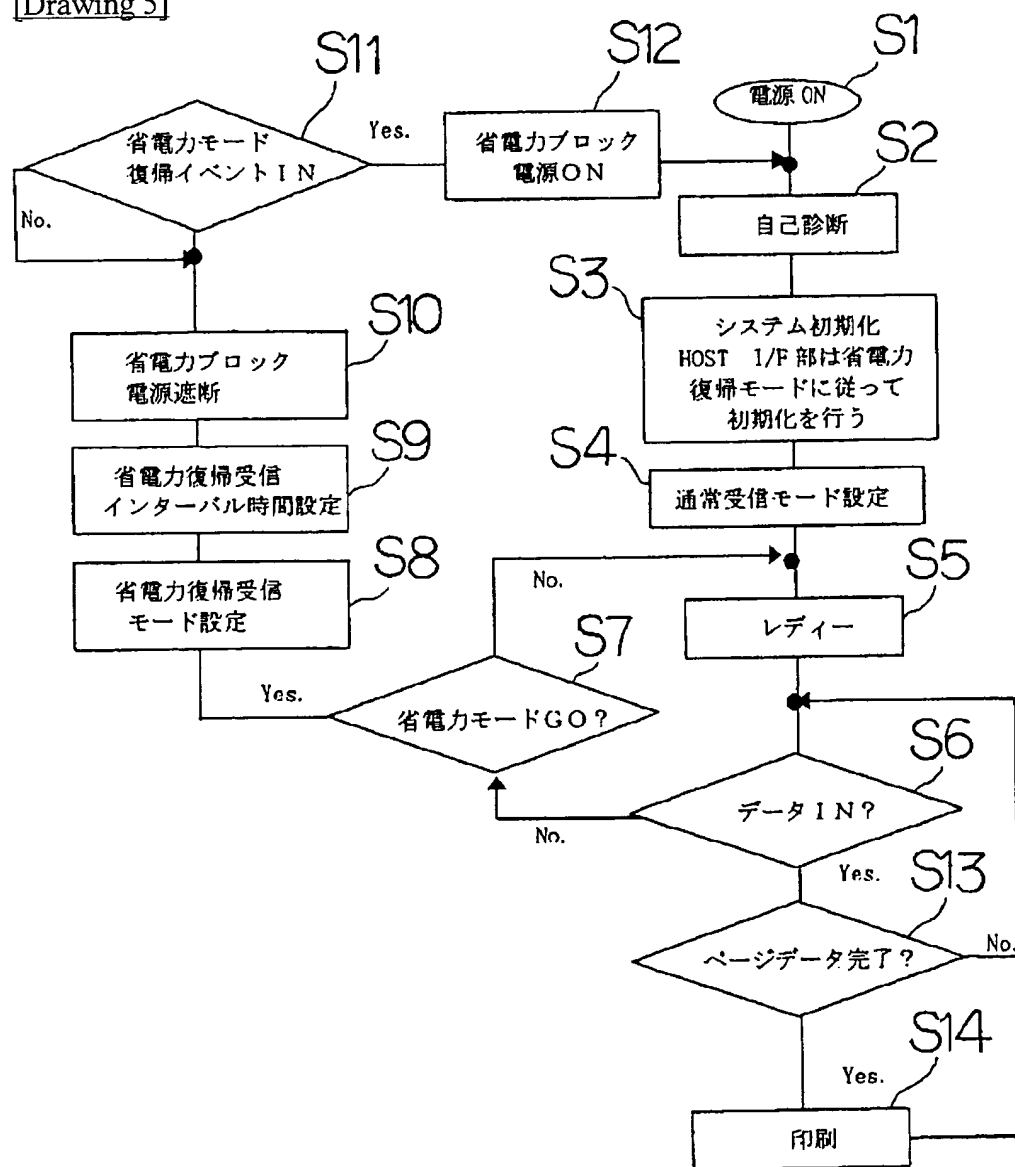 [Drawing 5]
S11
S12
S1
省電力モード
復帰イベントIN
Yes.
No.
省電力ブロック
電源ON
電源 ON
S2
自己診断
S3
システム初期化
HOST I/F 部は省電力
復帰モードに従って
初期化を行う
S10
省電力ブロック
電源遮断
S9
省電力復帰受信
インターバル時間設定
S4
通常受信モード設定
S8
省電力復帰受信
モード設定
No.
S5
レディー
S7
Yes.
省電力モードGO?
S6
データIN?
No.
Yes.
S13
ページデータ完了?
No.
S14
Yes.
印刷